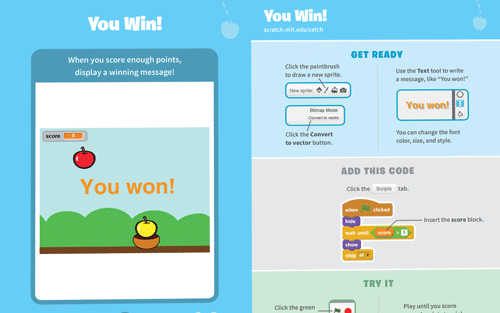 You Win!
When you score enough points,
display a winning message!
score
You won!
You Win!
scratch.mit.edu/catch
GET READY
Click the paintbrush
to draw a new sprite.
New sprite:
Bitmap Mode
Convert to vector
Click the Convert
to vector button.
Use the Text tool to write
a message, like “You won!”
You won!
T
You can change the font
color, size, and style.
ADD THIS CODE
Click the Scripts tab.
when clicked
hide
wait until score >
show
stop all
Insert the score block.
TRY IT
Click the green
Play until you score